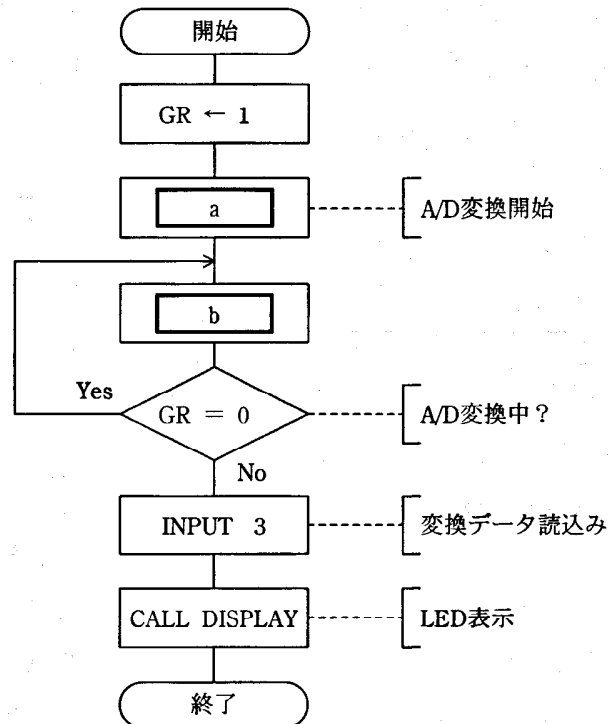 開始
GR ← 1
a
A/D変換開始
b
Yes
GR = 0
A/D変換中?
No
INPUT 3
変換データ読込み
CALL DISPLAY
LED表示
終了